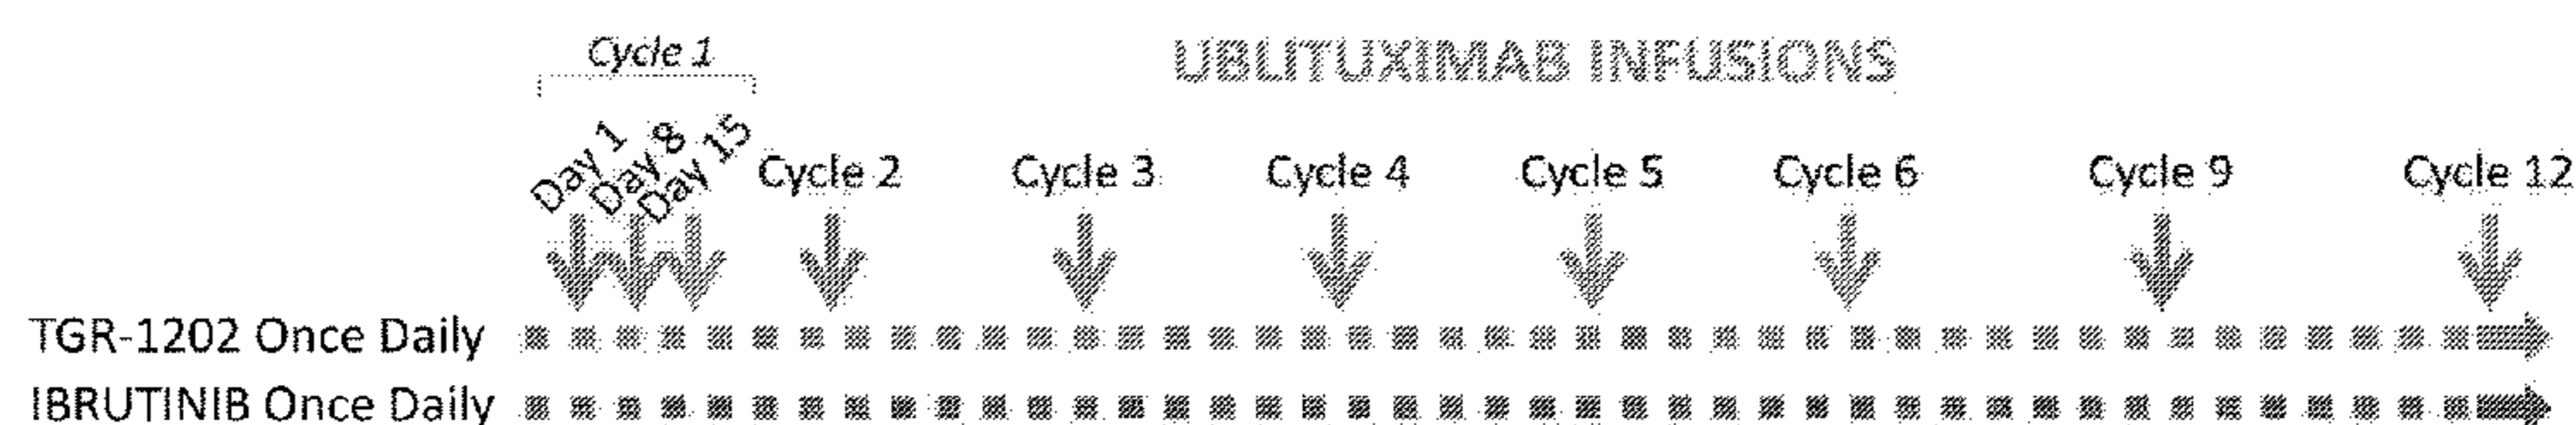 Cycle 1
UBLITUXIMAB INFUSIONS
Day 1
Day 8
Day 15
Cycle 2
Cycle 3
Cycle 4
Cycle 5
Cycle 6
Cycle 9
Cycle 12
TGR-1202 Once Daily
IBRUTINIB Once Daily